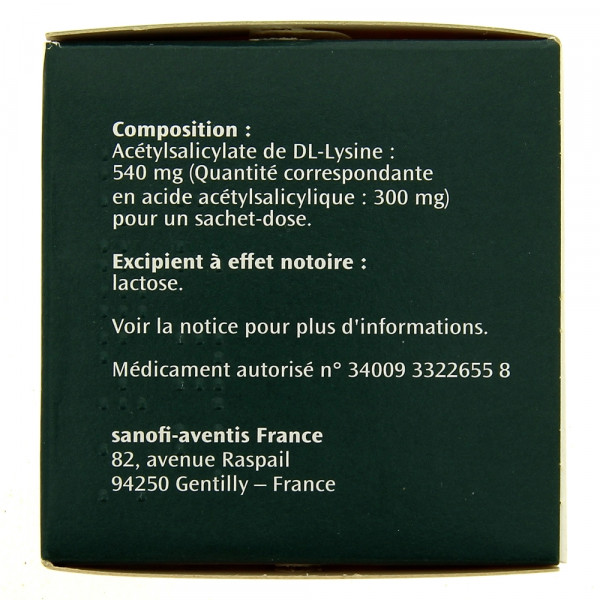 Composition :
Acétylsalicylate de DL-Lysine :
540 mg (Quantité correspondante
en acide acétylsalicylique : 300 mg)
pour un sachet-dose.
Excipient à effet notoire :
lactose.
Voir la notice pour plus d'informations.
Médicament autorisé n° 34009 3322655 8
sanofi-aventis France
82, avenue Raspail
94250 Gentilly – France